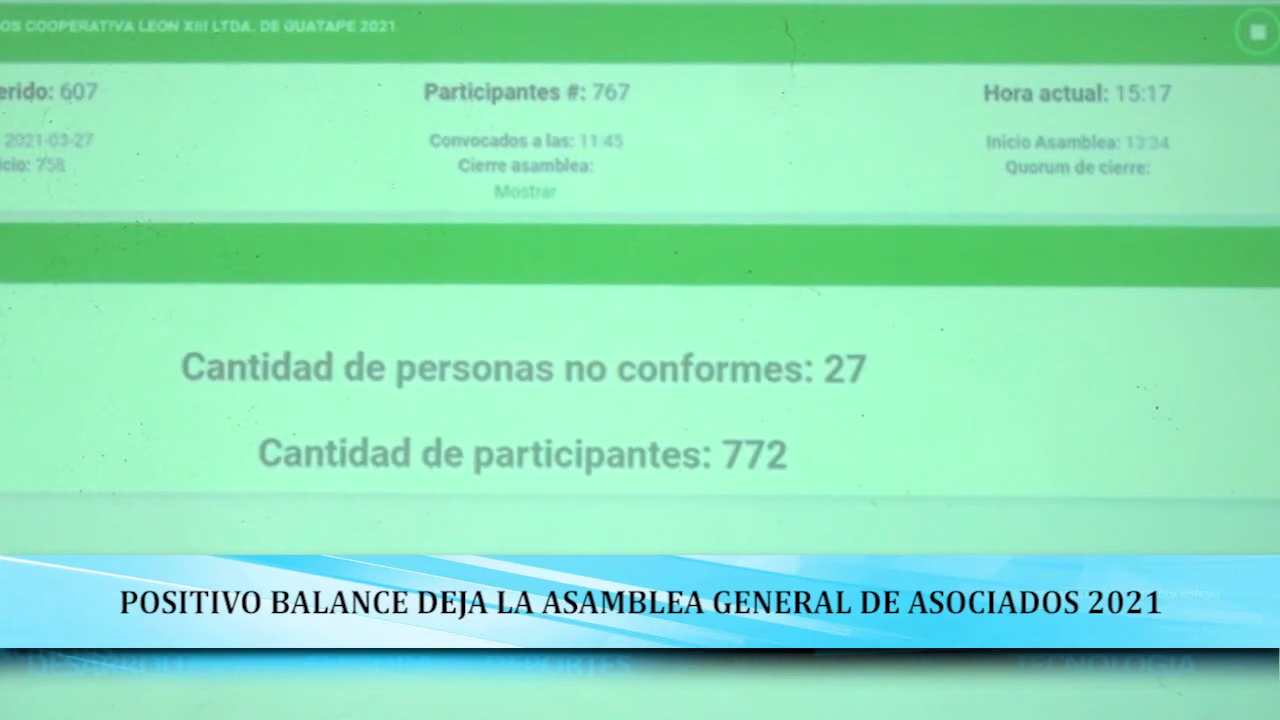 OS COOPERATIVA LEON XIII LTDA. DE GUATAPE 2021
erido: 607
Participantes #: 767
Hora actual: 15:17
2021-03-27
Convocados a las: 11:45
Inicio Asamblea: 13:34
icio: 758
Cierre asamblea:
Quorum de cierre:
Mostrar
Cantidad de personas no conformes: 27
Cantidad de participantes: 772
POSITIVO BALANCE DEJA LA ASAMBLEA GENERAL DE ASOCIADOS 2021
DEPORTES
TECNOLOGIA